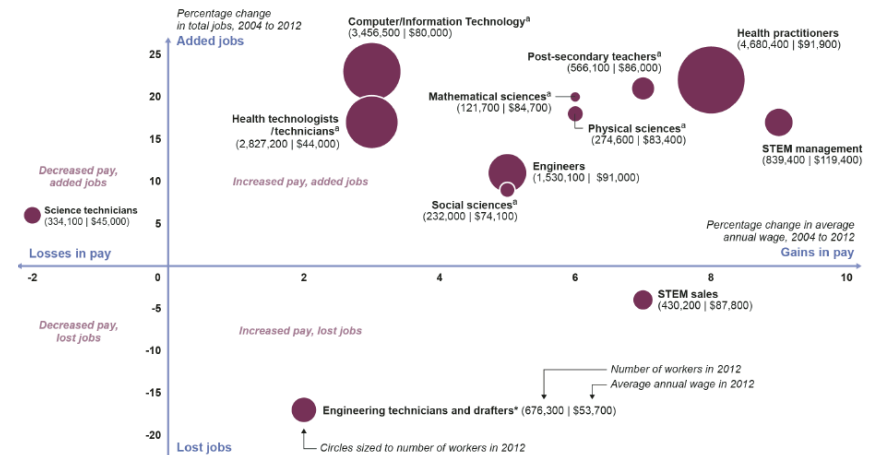 Percentage change
in total jobs, 2004 to 2012
Added jobs
Computer/Information Technologyᵃ
(3,456,500 | $80,000)
Health practitioners
(4,680,400 | $91,900)
Post-secondary teachersᵃ
(566,100 | $86,000)
Mathematical sciencesᵃ
(121,700 | $84,700)
Health technologists
/techniciansᵃ
(2,827,200 | $44,000)
Physical sciencesᵃ
(274,600 | $83,400)
STEM management
(839,400 | $119,400)
Decreased pay,
added jobs
Increased pay, added jobs
Engineers
(1,530,100 | $91,000)
Social sciencesᵃ
(232,000 | $74,100)
Science technicians
(334,100 | $45,000)
Percentage change in average
annual wage, 2004 to 2012
Losses in pay
Gains in pay
25
20
15
10
5
0
-5
-10
-15
-20
-2
2
4
6
8
10
STEM sales
(430,200 | $87,800)
Decreased pay,
lost jobs
Increased pay, lost jobs
Number of workers in 2012
Average annual wage in 2012
Engineering technicians and drafters* (676,300 | $53,700)
Lost jobs
Circles sized to number of workers in 2012